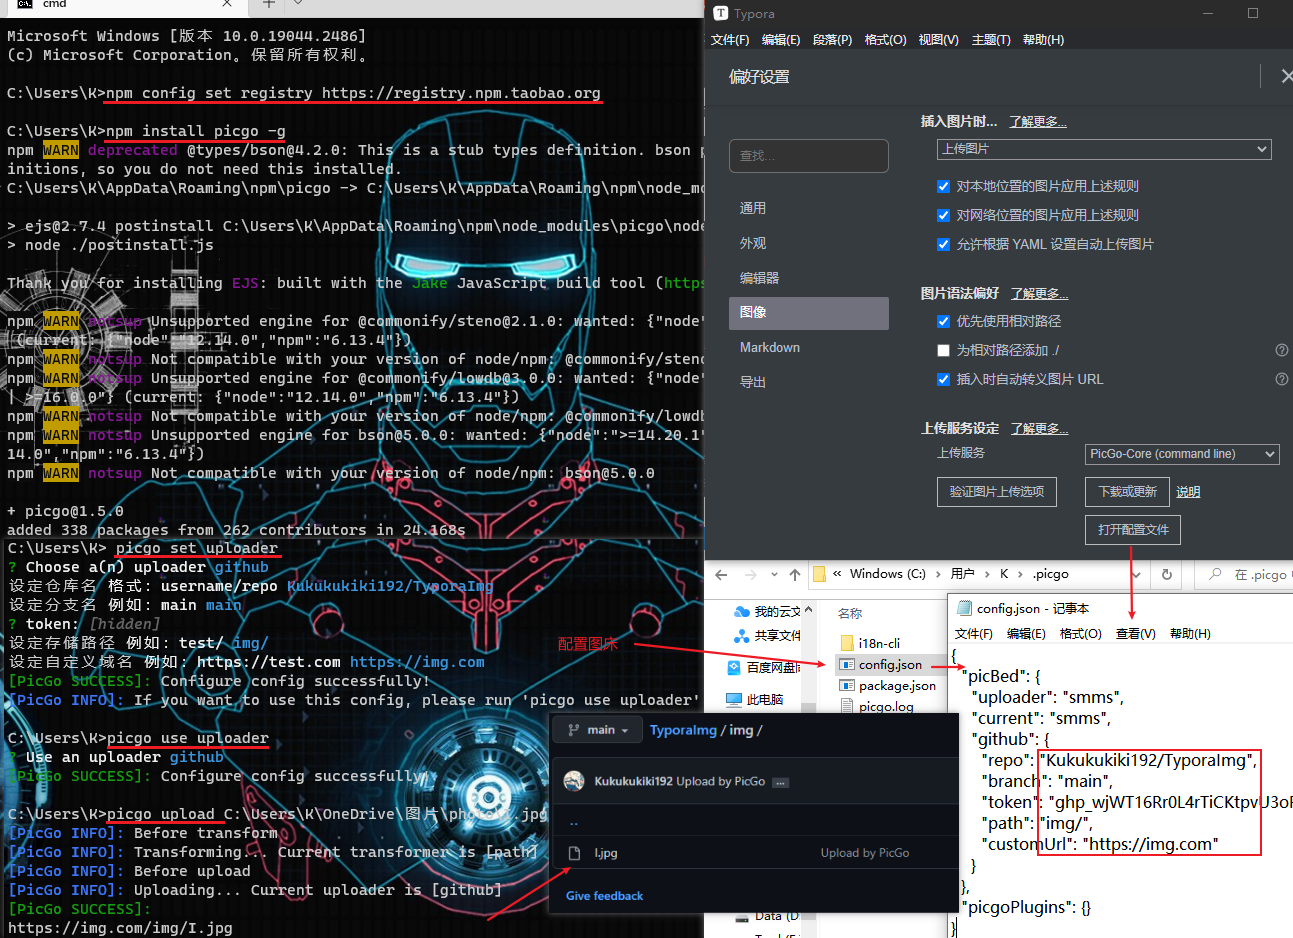 cmd
Microsoft Windows [版本 10.0.19044.2486]
(c) Microsoft Corporation。保留所有权利。
C:\Users\K>npm config set registry https://registry.npm.taobao.org
C:\Users\K>npm install picgo -g
npm WARN deprecated @types/bson@4.2.0: This is a stub types definition. bson p
initions, so you do not need this installed.
C:\Users\K\AppData\Roaming\npm\picgo -> C:\Users\K\AppData\Roaming\npm\node_mo
> ejs@2.7.4 postinstall C:\Users\K\AppData\Roaming\npm\node_modules\picgo\node
> node ./postinstall.js
Thank you for installing EJS: built with the Jake JavaScript build tool (https
npm WARN notsup Unsupported engine for @commonify/steno@2.1.0: wanted: {"node"
(current: {"node":"12.14.0","npm":"6.13.4"})
npm WARN notsup Not compatible with your version of node/npm: @commonify/steno
npm WARN notsup Unsupported engine for @commonify/lowdb@3.0.0: wanted: {"node"
| >=16.0.0"} (current: {"node":"12.14.0","npm":"6.13.4"})
npm WARN notsup Not compatible with your version of node/npm: @commonify/lowdb
npm WARN notsup Unsupported engine for bson@5.0.0: wanted: {"node":">=14.20.1"
14.0","npm":"6.13.4"})
npm WARN notsup Not compatible with your version of node/npm: bson@5.0.0
+ picgo@1.5.0
added 338 packages from 262 contributors in 24.168s
C:\Users\K> picgo set uploader
? Choose a(n) uploader github
设定仓库名 格式: username/repo Kukukukiki192/TyporaImg
设定分支名 例如: main main
? token: [hidden]
设定存储路径 例如: test/ img/
设定自定义域名 例如: https://test.com https://img.com
[PicGo SUCCESS]: Configure config successfully!
[PicGo INFO]: If you want to use this config, please run 'picgo use uploader'
C:\Users\K>picgo use uploader
? Use an uploader github
[PicGo SUCCESS]: Configure config successfully!
C:\Users\K>picgo upload C:\Users\K\OneDrive\图片\photo\I.jpg
[PicGo INFO]: Before transform
[PicGo INFO]: Transforming... Current transformer is [path]
[PicGo INFO]: Before upload
[PicGo INFO]: Uploading... Current uploader is [github]
[PicGo SUCCESS]:
https://img.com/img/I.jpg
配置图床
Typora
文件(F) 编辑(E) 段落(P) 格式(O) 视图(V) 主题(T) 帮助(H)
偏好设置
查找...
通用
外观
编辑器
图像
Markdown
导出
插入图片时... 了解更多...
上传图片
对本地位置的图片应用上述规则
对网络位置的图片应用上述规则
允许根据 YAML 设置自动上传图片
图片语法偏好 了解更多...
优先使用相对路径
为相对路径添加 ./
插入时自动转义图片 URL
上传服务设定 了解更多...
上传服务 PicGo-Core (command line)
验证图片上传选项 下载或更新 说明
打开配置文件
« Windows (C:) › 用户 › K › .picgo
在 .picgo
我的云文
共享文件
百度网盘
此电脑
Data (D:
名称
i18n-cli
config.json
package.json
picgo.log
main
TyporaImg / img /
Kukukukiki192 Upload by PicGo ...
..
I.jpg Upload by PicGo
Give feedback
config.json - 记事本
文件(F) 编辑(E) 格式(O) 查看(V) 帮助(H)
{
"picBed": {
"uploader": "smms",
"current": "smms",
"github": {
"repo": "Kukukukiki192/TyporaImg",
"branch": "main",
"token": "ghp_wjWT16Rr0L4rTiCKtpvU3oF
"path": "img/",
"customUrl": "https://img.com"
}
},
"picgoPlugins": {}
}